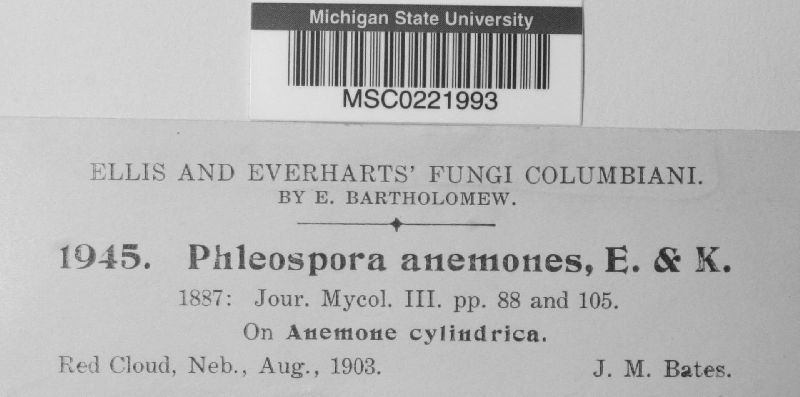 Michigan State University
MSC0221993
ELLIS AND EVERHARTS' FUNGI COLUMBIANI.
BY E. BARTHOLOMEW.
1945. Phleospora anemones, E. & K.
1887: Jour. Mycol. III. pp. 88 and 105.
On Anemone cylindrica.
Red Cloud, Neb., Aug., 1903. J. M. Bates.